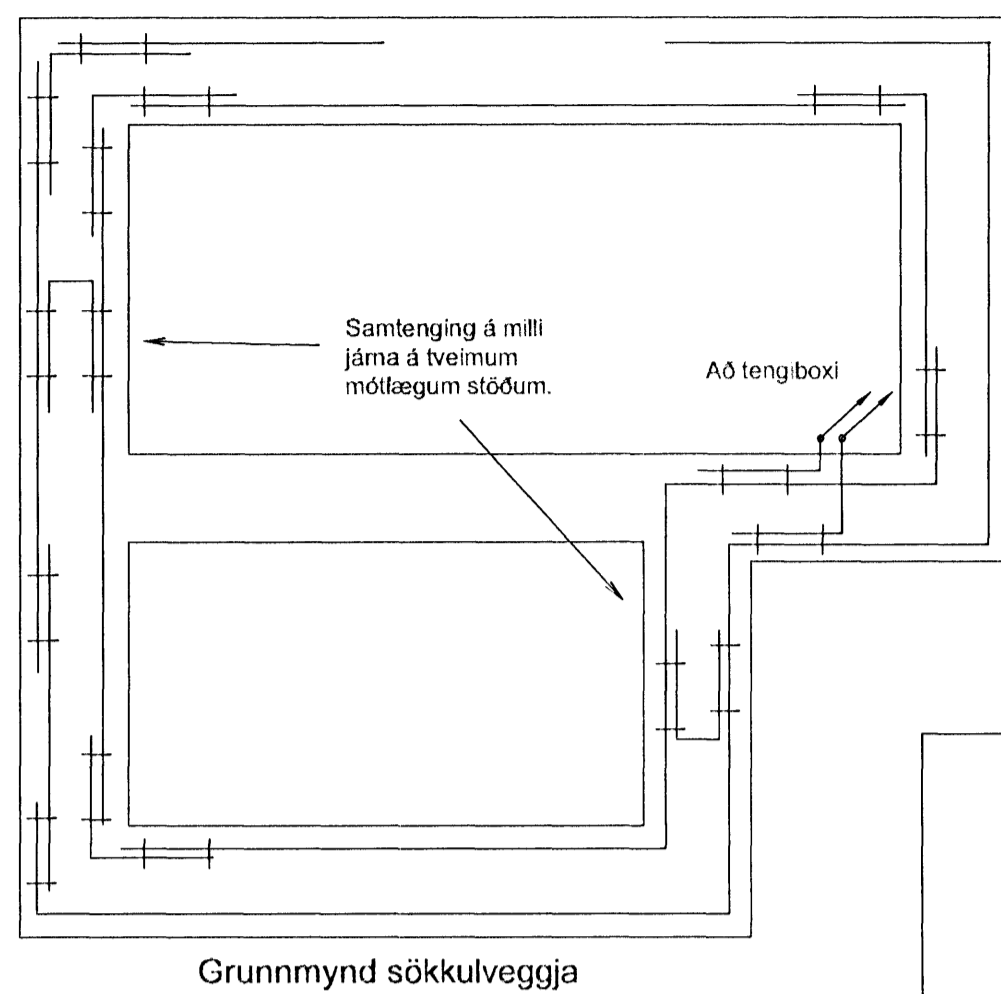 Samtenging á milli
járna á tveimum
mótlægum stöðum.
Að tengiboxi
Grunnmynd sökkulveggja